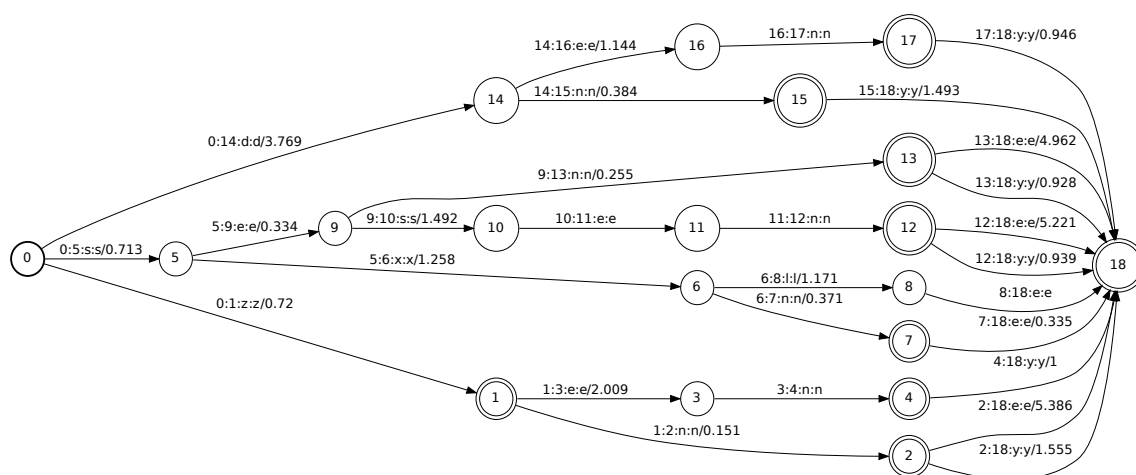 14:16:e:e/1.144
16
16:17:n:n
17
17:18:y:y/0.946
14
14:15:n:n/0.384
15
15:18:y:y/1.493
0:14:d:d/3.769
9:13:n:n/0.255
13
13:18:e:e/4.962
13:18:y:y/0.928
5:9:e:e/0.334
9
9:10:s:s/1.492
10
10:11:e:e
11
11:12:n:n
12
12:18:e:e/5.221
12:18:y:y/0.939
0
0:5:s:s/0.713
5
5:6:x:x/1.258
18
6
6:8:l:l/1.171
8
8:18:e:e
6:7:n:n/0.371
7
7:18:e:e/0.335
0:1:z:z/0.72
1
1:3:e:e/2.009
3
3:4:n:n
4
4:18:y:y/1
1:2:n:n/0.151
2
2:18:e:e/5.386
2:18:y:y/1.555